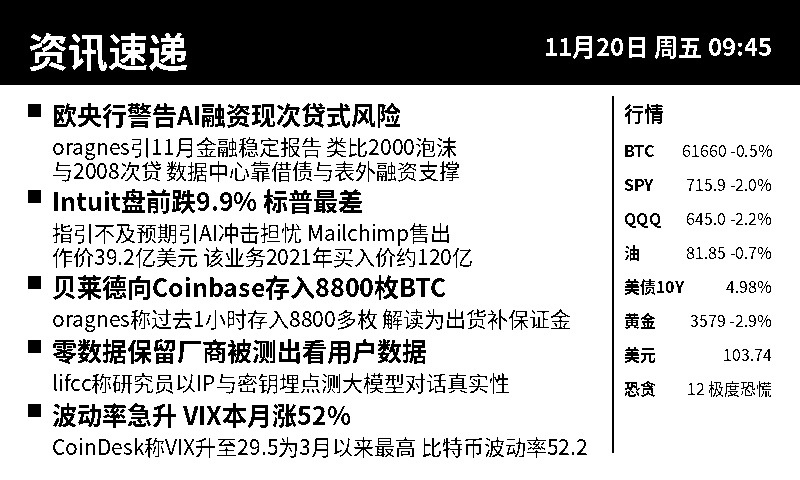 资讯速递
11月20日 周五 09:45
■ 欧央行警告AI融资现次贷式风险
oragnes引11月金融稳定报告 类比2000泡沫
与2008次贷 数据中心靠借债与表外融资支撑
■ Intuit盘前跌9.9% 标普最差
指引不及预期引AI冲击担忧 Mailchimp售出
作价39.2亿美元 该业务2021年买入价约120亿
■ 贝莱德向Coinbase存入8800枚BTC
oragnes称过去1小时存入8800多枚 解读为出货补保证金
■ 零数据保留厂商被测出看用户数据
lifcc称研究员以IP与密钥埋点测大模型对话真实性
■ 波动率急升 VIX本月涨52%
CoinDesk称VIX升至29.5为3月以来最高 比特币波动率52.2
行情
BTC 61660 -0.5%
SPY 715.9 -2.0%
QQQ 645.0 -2.2%
油 81.85 -0.7%
美债10Y 4.98%
黄金 3579 -2.9%
美元 103.74
恐贪 12 极度恐慌